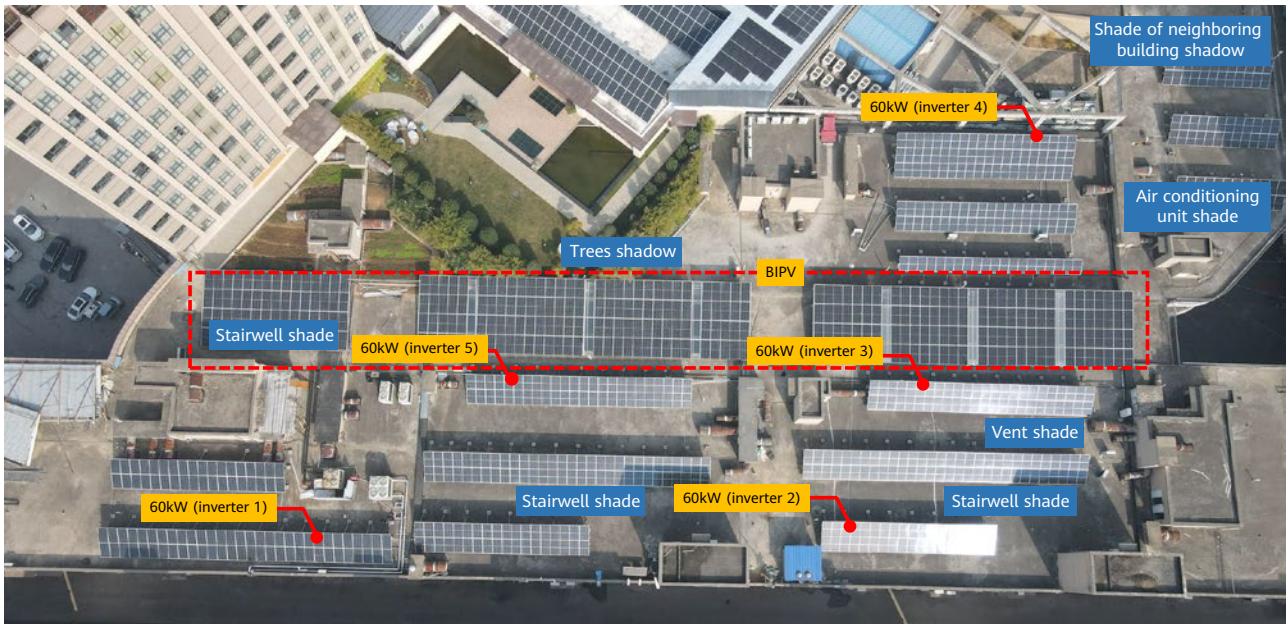 Shade of neighboring
building shadow
60kW (inverter 4)
Air conditioning
unit shade
Trees shadow
BIPV
Stairwell shade
60kW (inverter 5)
60kW (inverter 3)
Vent shade
Stairwell shade
60kW (inverter 2)
Stairwell shade
60kW (inverter 1)